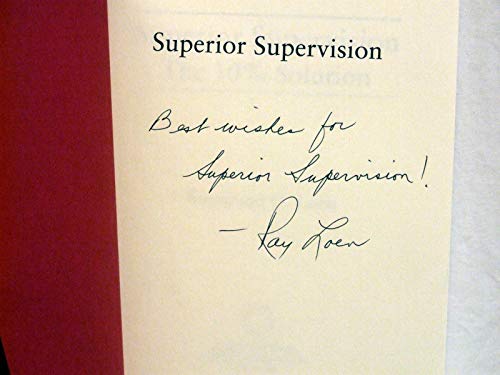 Superior Supervision
Best wishes for
Superior Supervision!
- Ray Loen